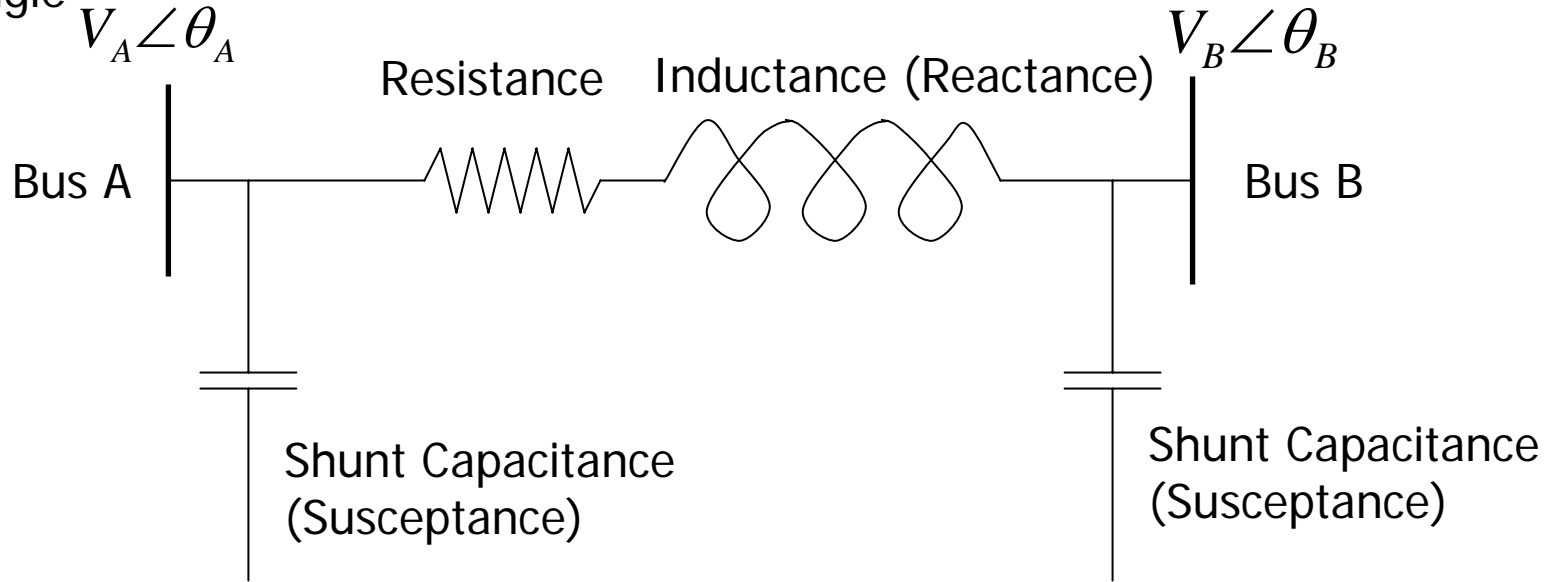 V_A∠θ_A
V_B∠θ_B
Resistance
Inductance (Reactance)
Bus A
Bus B
Shunt Capacitance
(Susceptance)
Shunt Capacitance
(Susceptance)